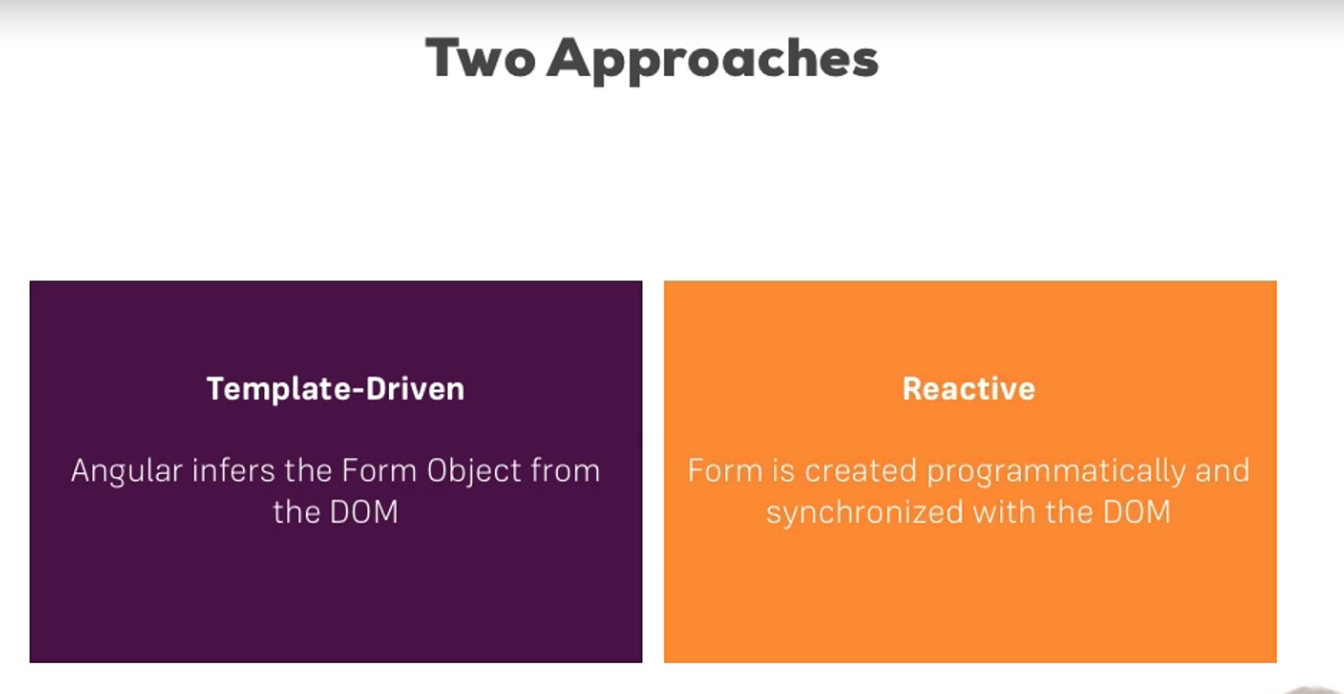 Two Approaches
Template-Driven
Angular infers the Form Object from
the DOM
Reactive
Form is created programmatically and
synchronized with the DOM